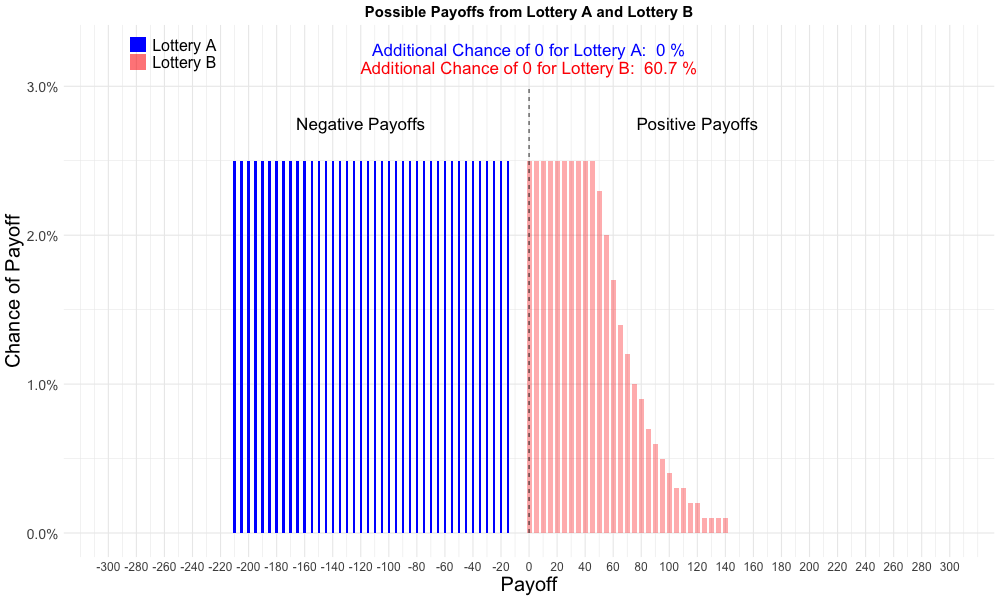 Possible Payoffs from Lottery A and Lottery B
Lottery A
Lottery B
Additional Chance of 0 for Lottery A:  0 %
Additional Chance of 0 for Lottery B:  60.7 %
Negative Payoffs
Positive Payoffs
Chance of Payoff
3.0%
2.0%
1.0%
0.0%
-300 -280 -260 -240 -220 -200 -180 -160 -140 -120 -100 -80 -60 -40 -20 0 20 40 60 80 100 120 140 160 180 200 220 240 260 280 300
Payoff